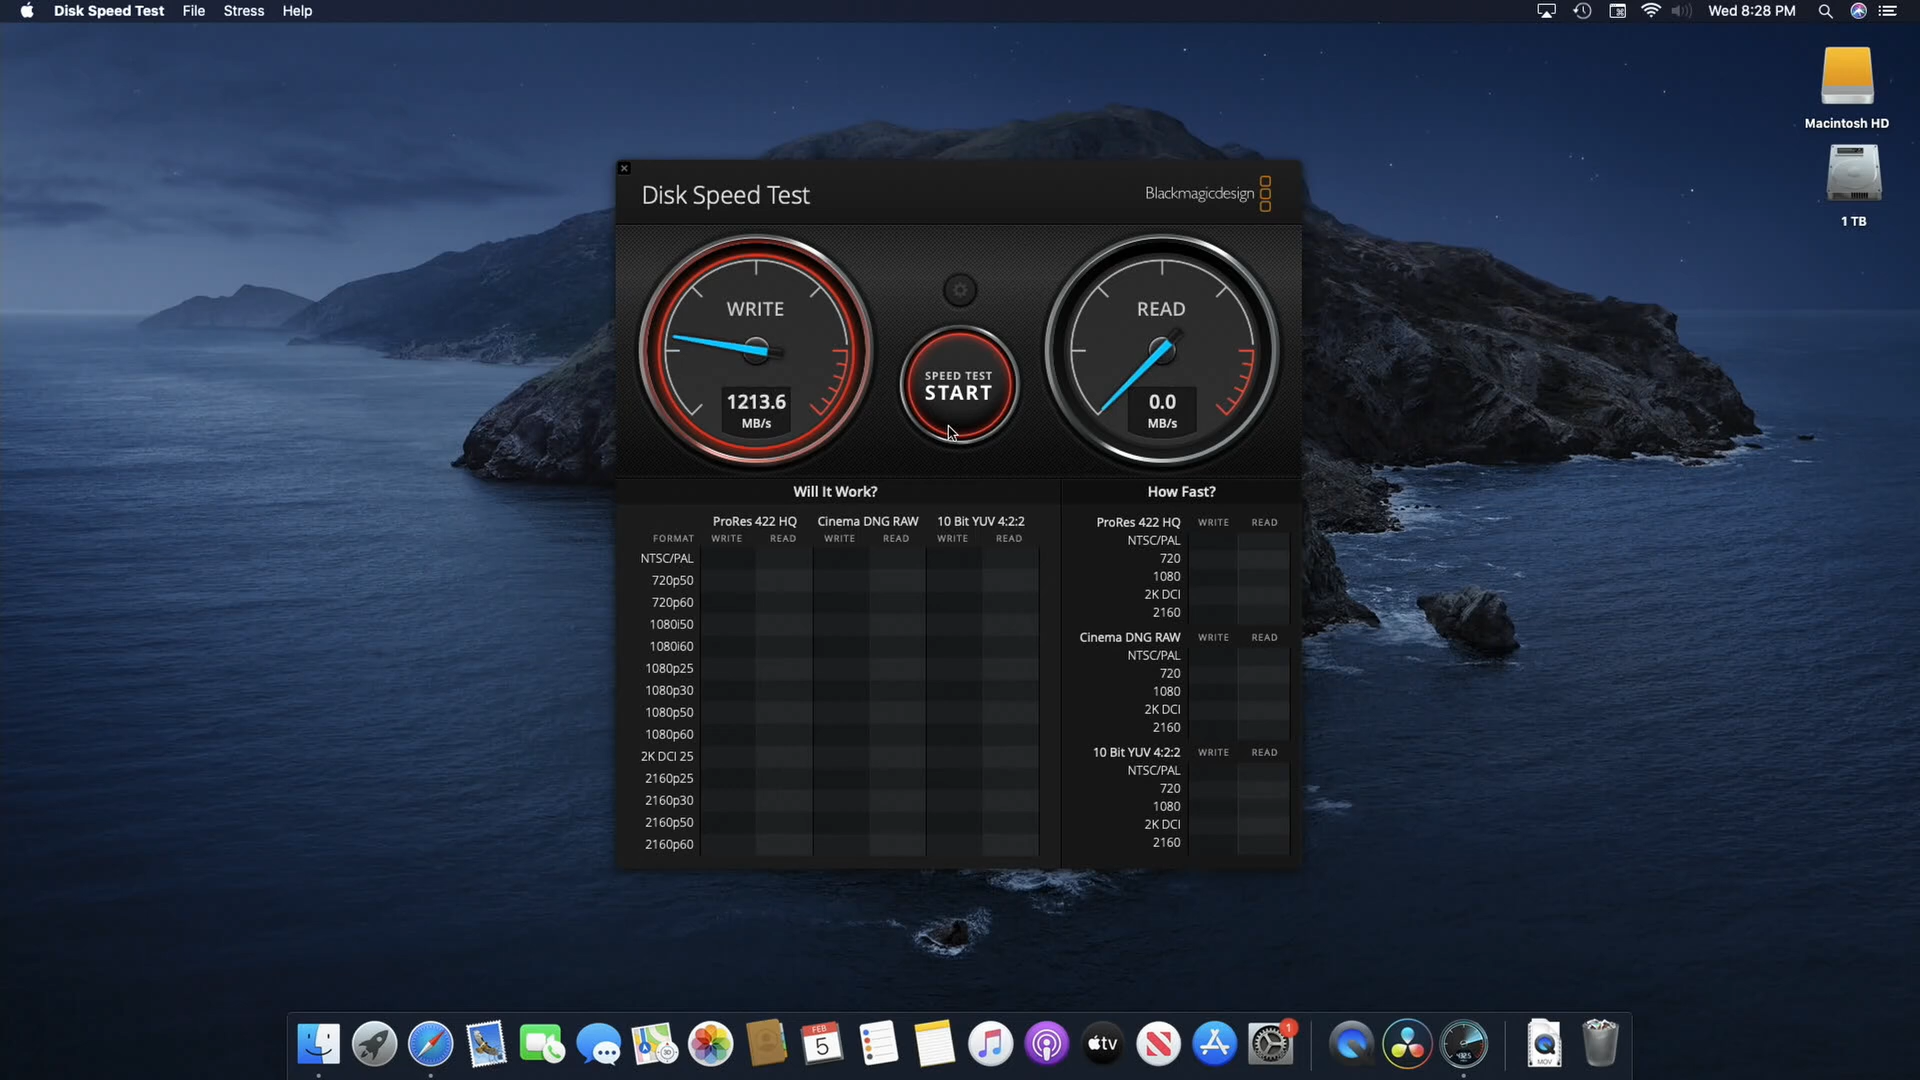 Disk Speed Test File Stress Help
Wed 8:28 PM
Macintosh HD
1 TB
Disk Speed Test
Blackmagicdesign
WRITE
1213.6
MB/s
SPEED TEST
START
READ
0.0
MB/s
Will It Work?
ProRes 422 HQ Cinema DNG RAW 10 Bit YUV 4:2:2
FORMAT WRITE READ WRITE READ WRITE READ
NTSC/PAL
720p50
720p60
1080i50
1080i60
1080p25
1080p30
1080p50
1080p60
2K DCI 25
2160p25
2160p30
2160p50
2160p60
How Fast?
ProRes 422 HQ WRITE READ
NTSC/PAL
720
1080
2K DCI
2160
Cinema DNG RAW WRITE READ
NTSC/PAL
720
1080
2K DCI
2160
10 Bit YUV 4:2:2 WRITE READ
NTSC/PAL
720
1080
2K DCI
2160
FEB
5
tv
1
MOV